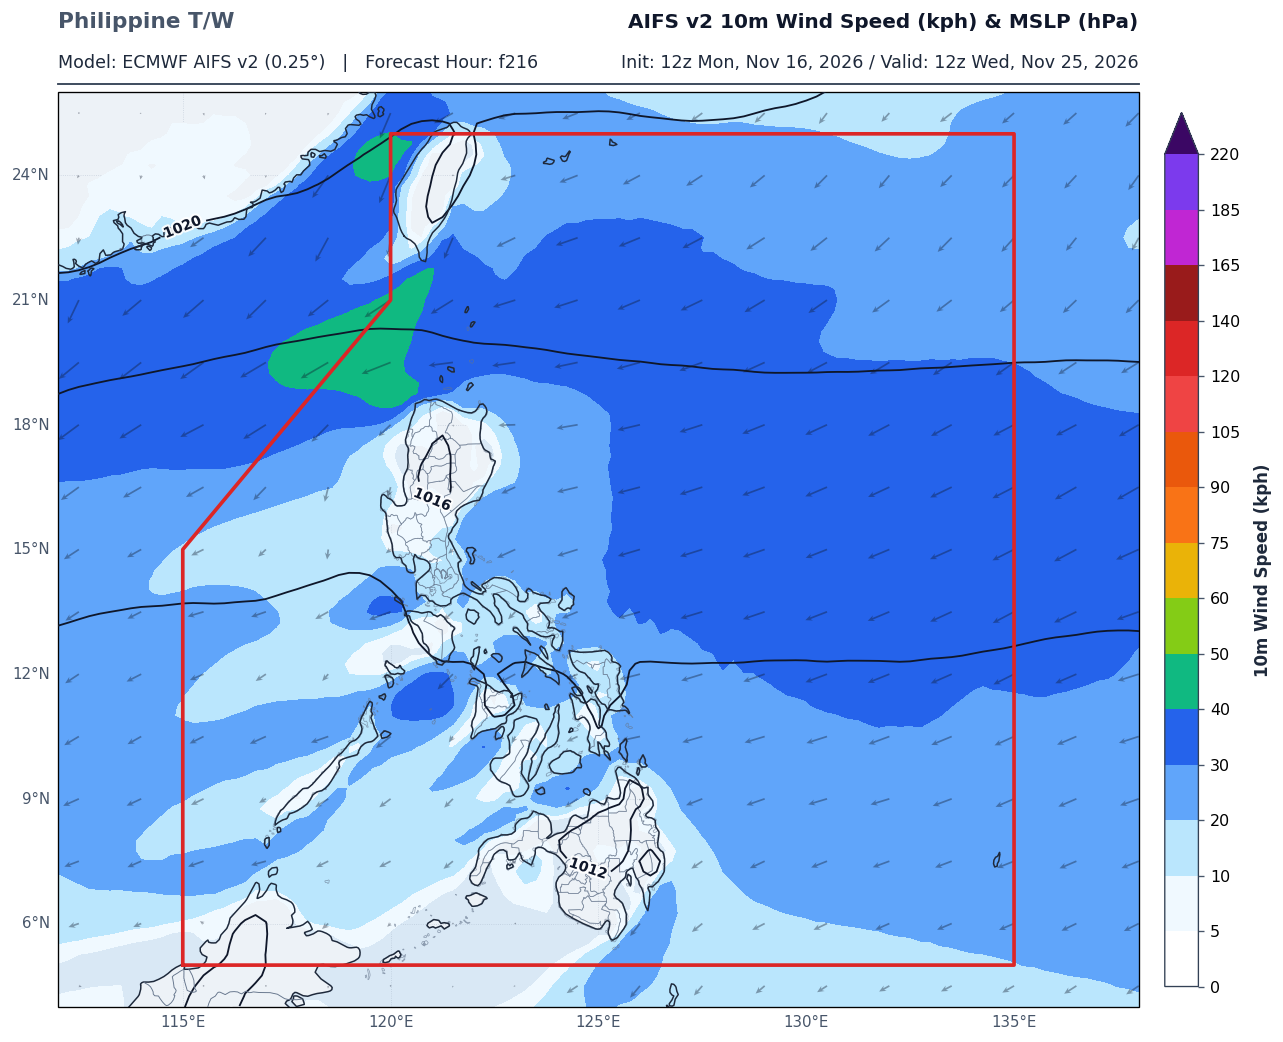 Philippine T/W
AIFS v2 10m Wind Speed (kph) & MSLP (hPa)
Model: ECMWF AIFS v2 (0.25°) | Forecast Hour: f216
Init: 12z Mon, Nov 16, 2026 / Valid: 12z Wed, Nov 25, 2026
24°N
21°N
18°N
15°N
12°N
9°N
6°N
1020
1016
1012
115°E
120°E
125°E
130°E
135°E
220
185
165
140
120
105
90
75
60
50
40
30
20
10
5
0
10m Wind Speed (kph)